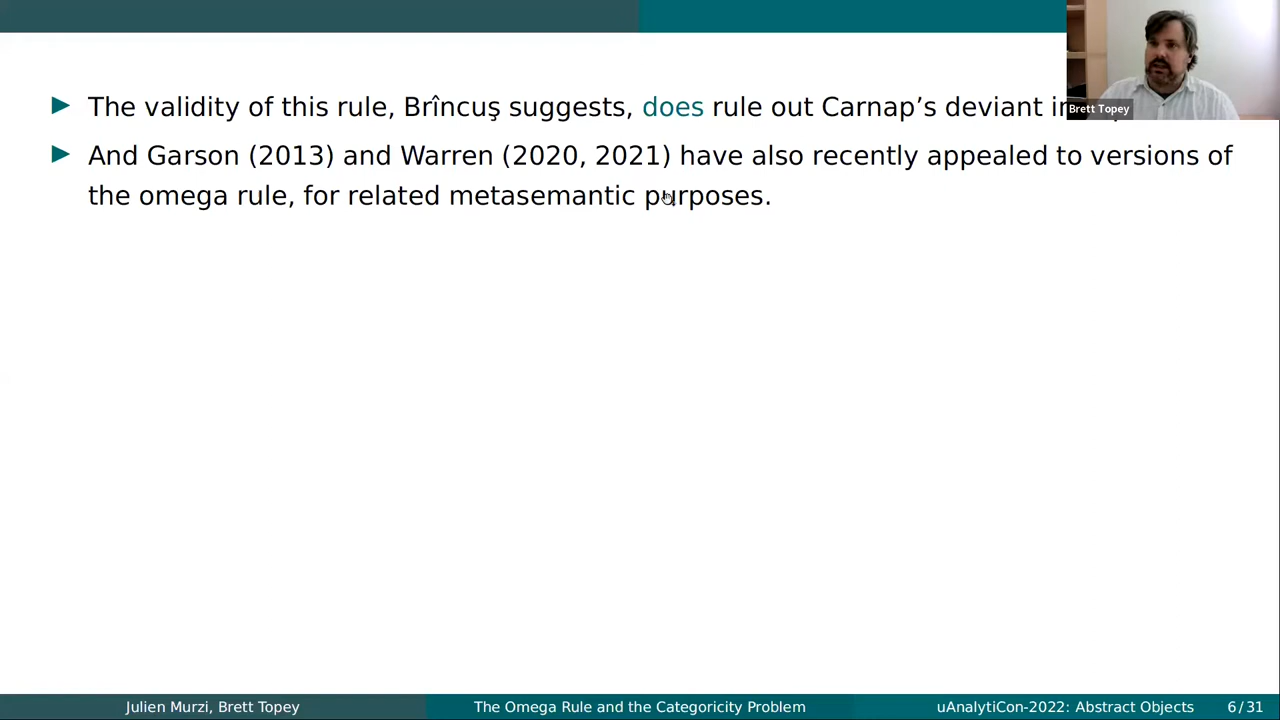 The validity of this rule, Brîncuş suggests, does rule out Carnap's deviant
And Garson (2013) and Warren (2020, 2021) have also recently appealed to versions of
the omega rule, for related metasemantic purposes.
Brett Topey
Julien Murzi, Brett Topey
The Omega Rule and the Categoricity Problem
uAnalytiCon-2022: Abstract Objects
6/31